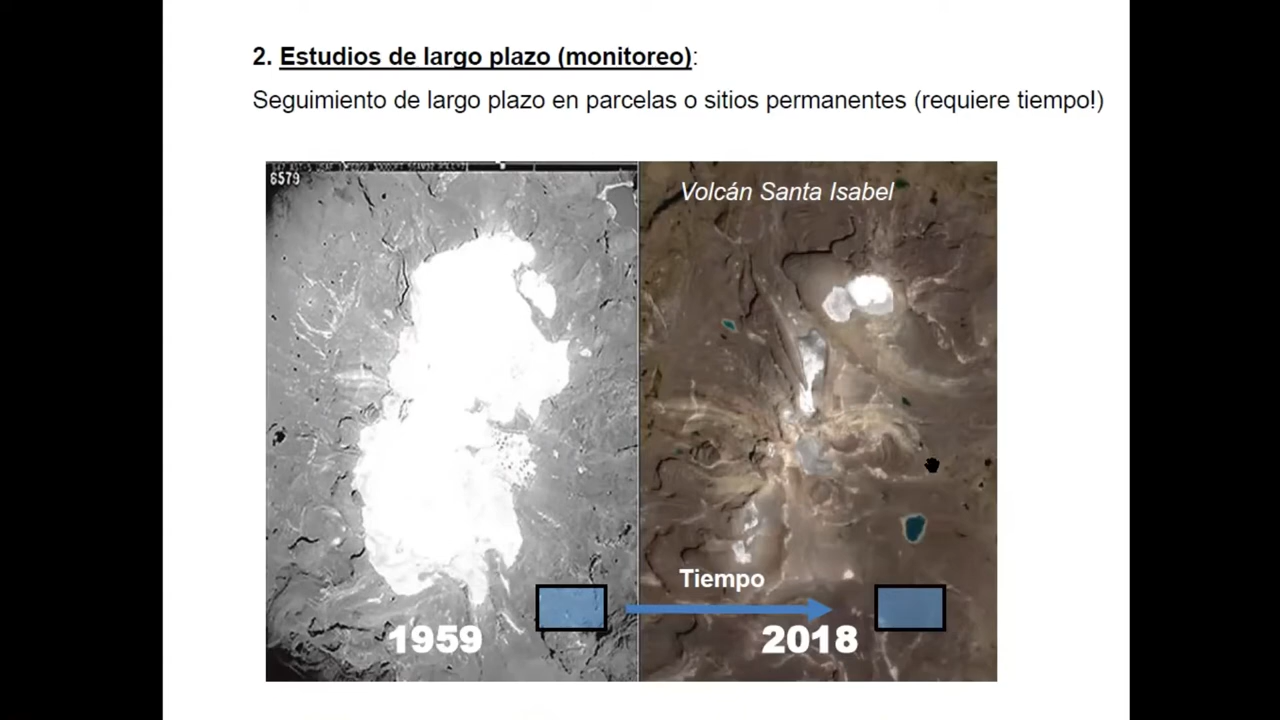 2. Estudios de largo plazo (monitoreo):
Seguimiento de largo plazo en parcelas o sitios permanentes (requiere tiempo!)
6579
Volcán Santa Isabel
Tiempo
1959
2018